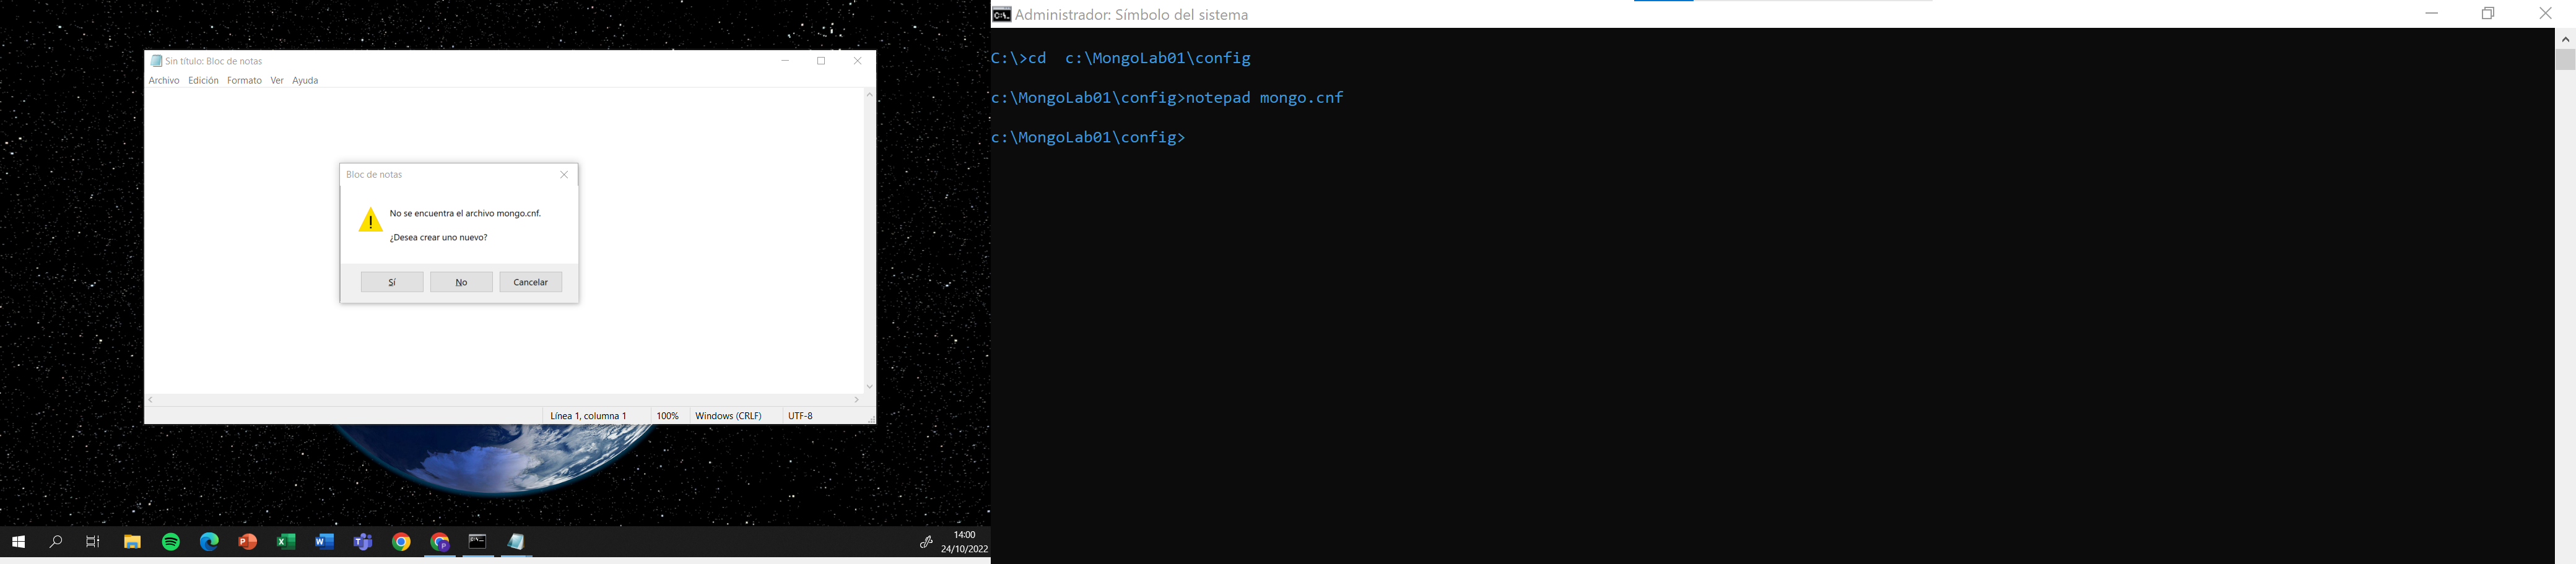 Sin título: Bloc de notas
Archivo Edición Formato Ver Ayuda
Bloc de notas
No se encuentra el archivo mongo.cnf.
¿Desea crear uno nuevo?
Sí No Cancelar
Línea 1, columna 1 100% Windows (CRLF) UTF-8
14:00
24/10/2022
Administrador: Símbolo del sistema
C:\>cd  c:\MongoLab01\config
c:\MongoLab01\config>notepad mongo.cnf
c:\MongoLab01\config>